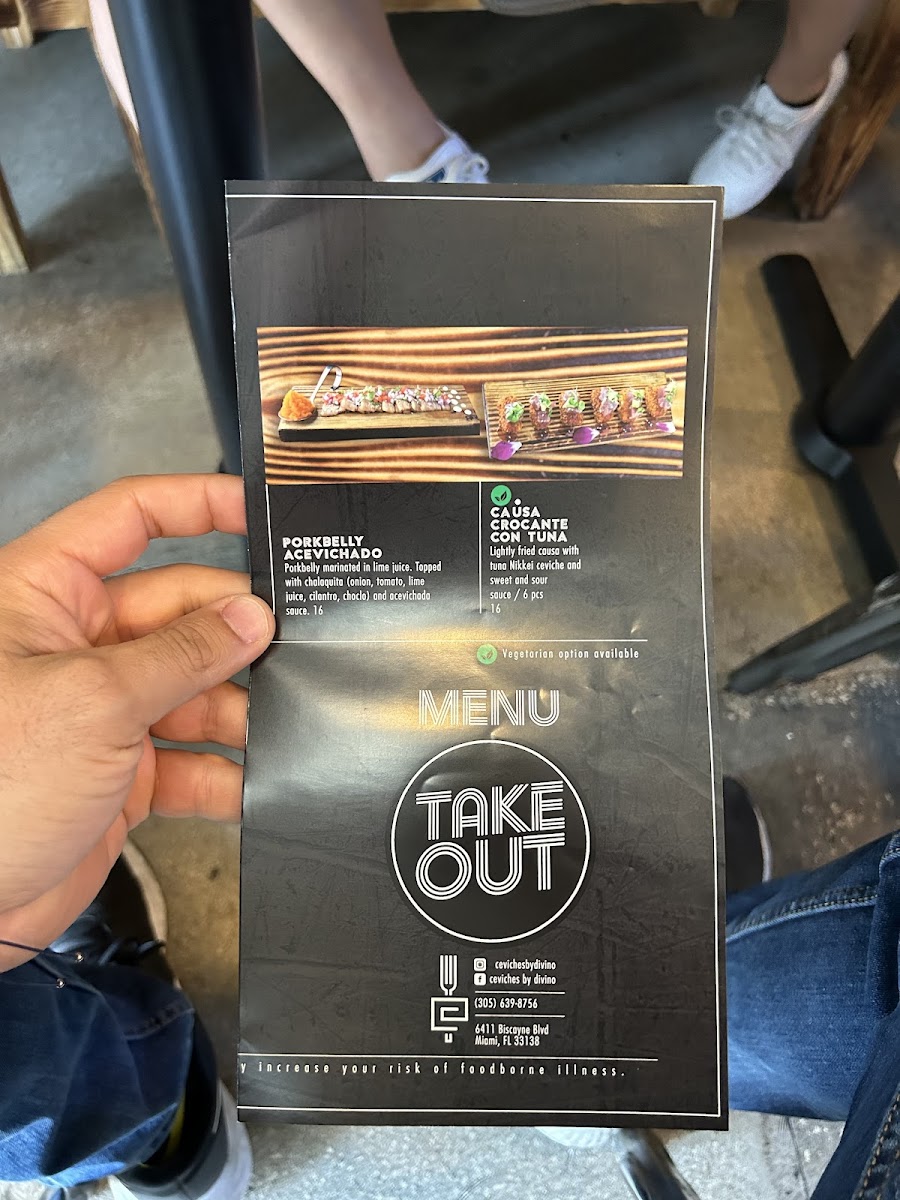 PORKBELLY
ACEVICHADO
Porkbelly marinated in lime juice. Topped
with chalaquita (onion, tomato, lime
juice, cilantro, choclo) and acevichada
sauce. 16
CAUSA
CROCANTE
CON TUNA
Lightly fried causa with
tuna Nikkei ceviche and
sweet and sour
sauce / 6 pcs
16
Vegetarian option available
MENU
TAKE
OUT
cevichesbydivino
ceviches by divino
(305) 639-8756
6411 Biscayne Blvd
Miami, FL 33138
y increase your risk of foodborne illness.